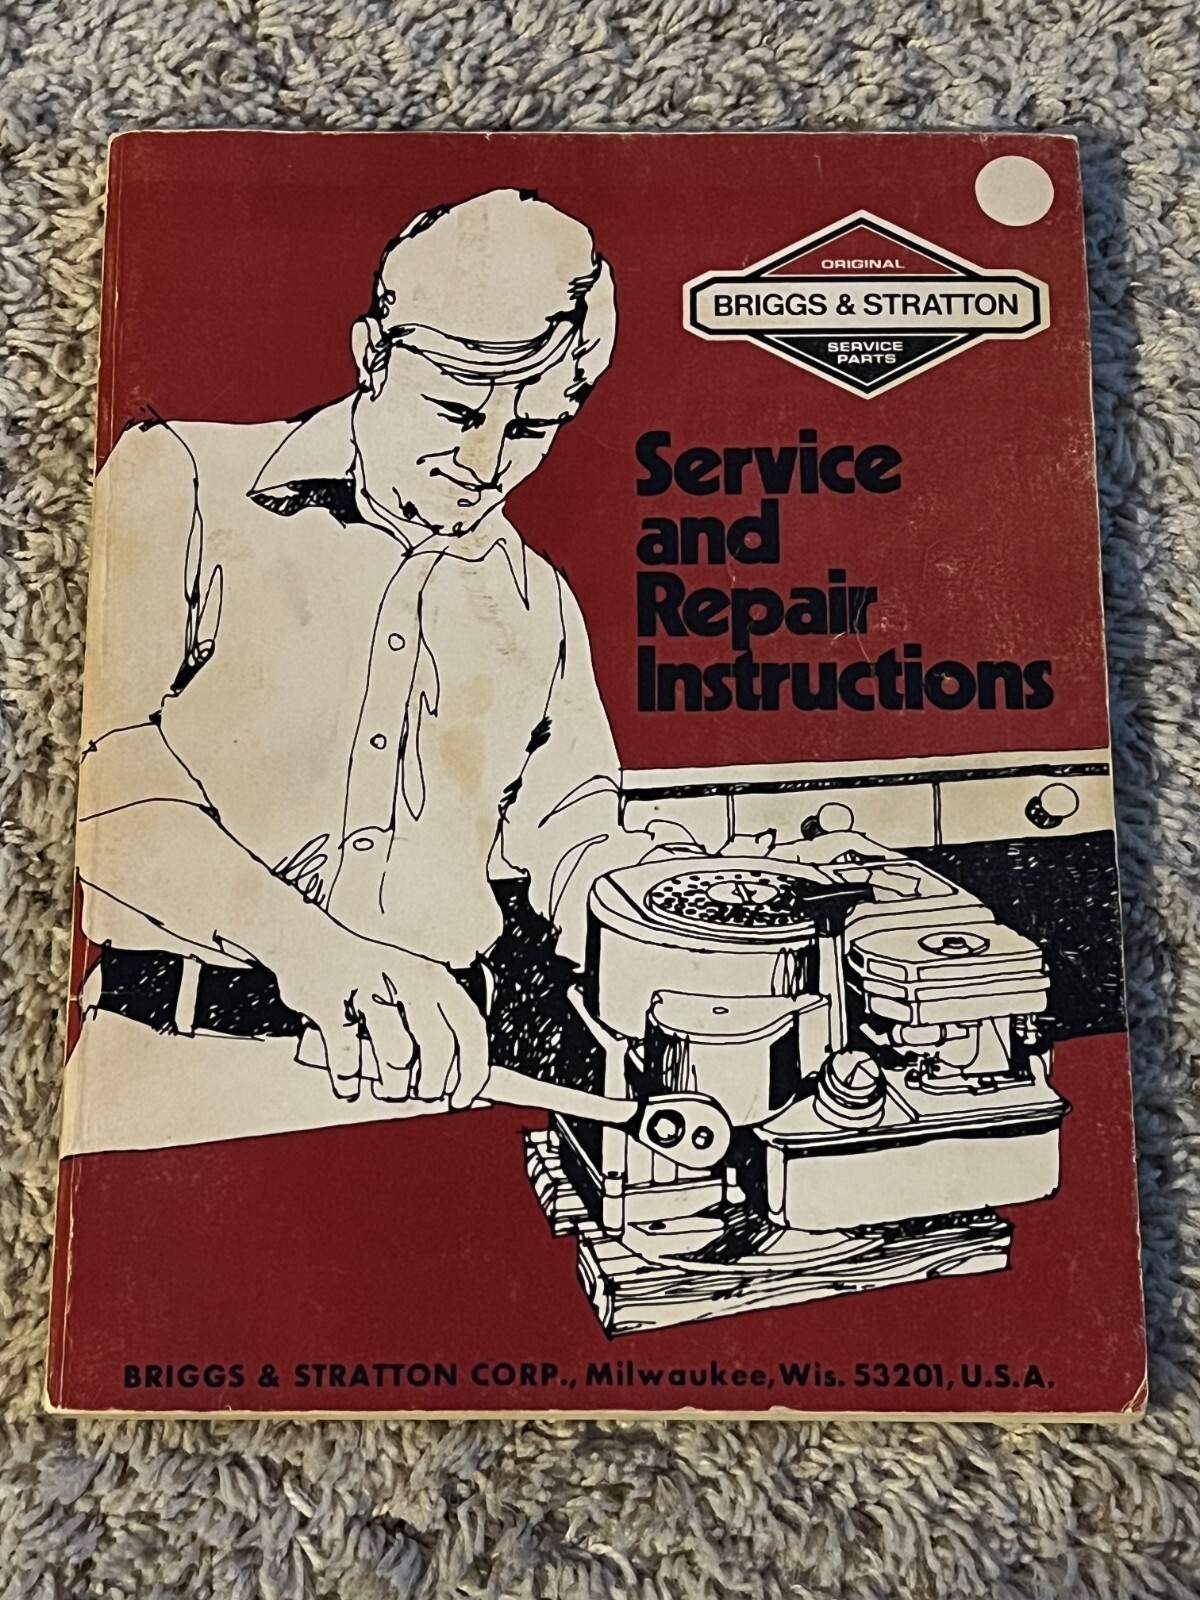 ORIGINAL
BRIGGS & STRATTON
SERVICE
PARTS
Service
and
Repair
Instructions
BRIGGS & STRATTON CORP., Milwaukee, Wis. 53201, U.S.A.